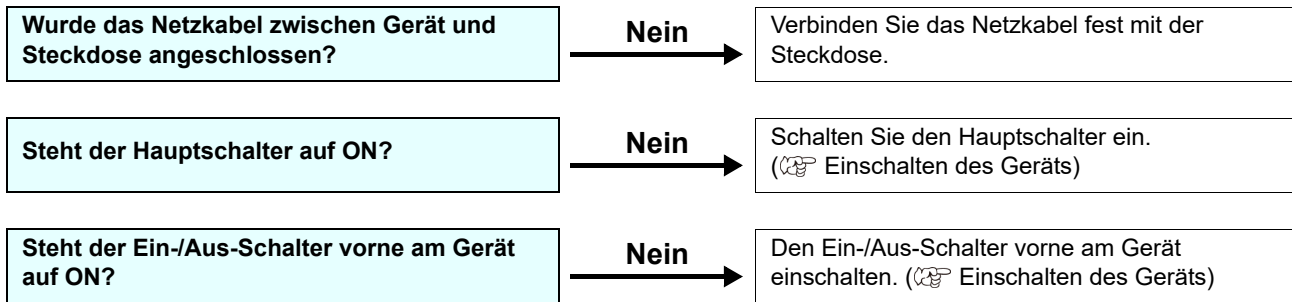 Wurde das Netzkabel zwischen Gerät und
Steckdose angeschlossen?
Nein
Verbinden Sie das Netzkabel fest mit der
Steckdose.
Steht der Hauptschalter auf ON?
Nein
Schalten Sie den Hauptschalter ein.
(☞ Einschalten des Geräts)
Steht der Ein-/Aus-Schalter vorne am Gerät
auf ON?
Nein
Den Ein-/Aus-Schalter vorne am Gerät
einschalten. (☞ Einschalten des Geräts)